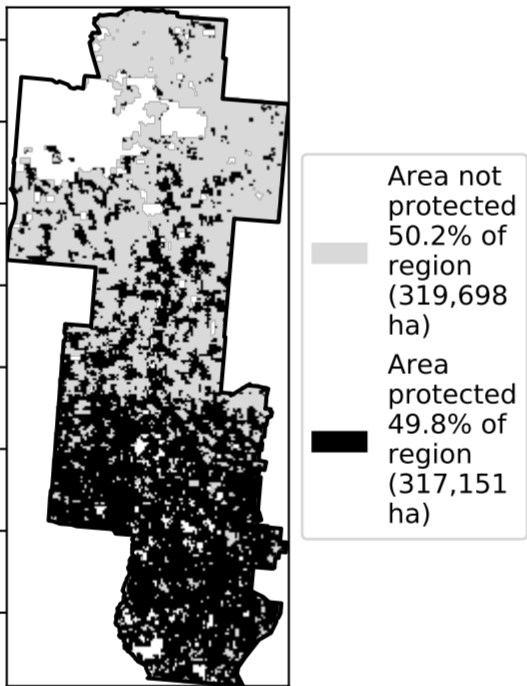 Area not
protected
50.2% of
region
(319,698
ha)
Area
protected
49.8% of
region
(317,151
ha)